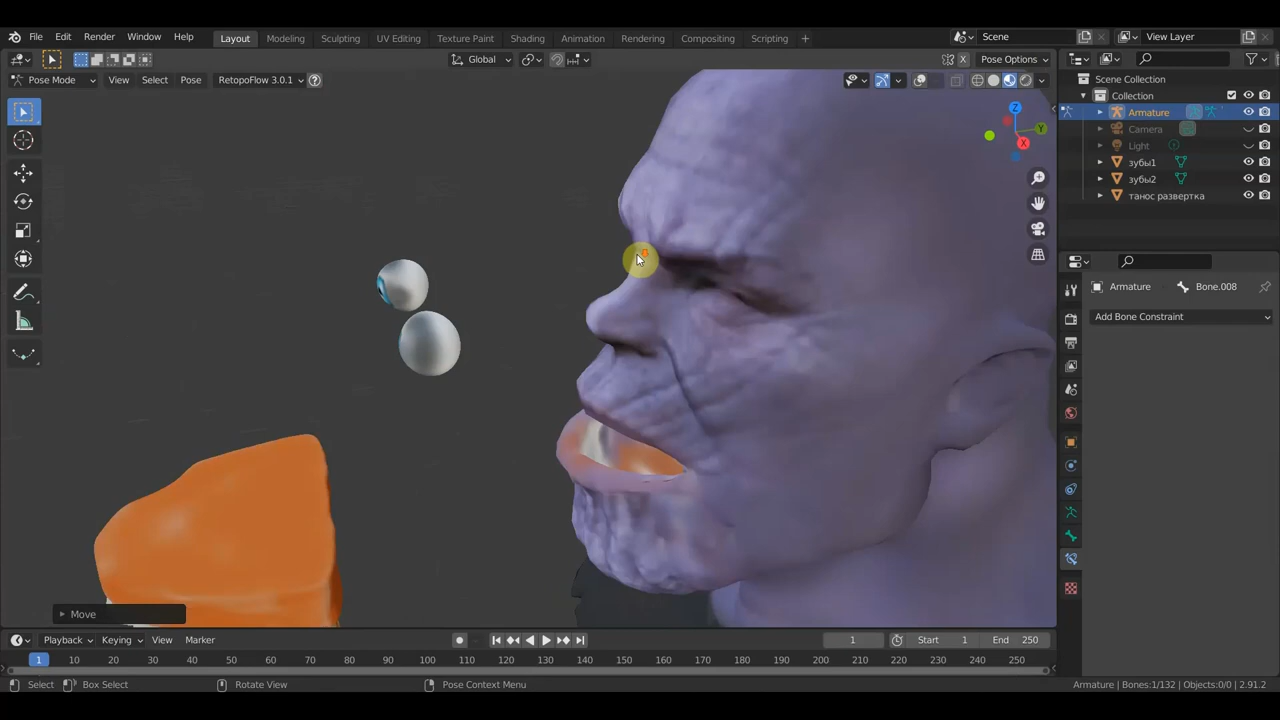 File Edit Render Window Help Layout Modeling Sculpting UV Editing Texture Paint Shading Animation Rendering Compositing Scripting + Scene View Layer
Global Pose Options
Pose Mode View Select Pose RetopoFlow 3.0.1
Scene Collection
Collection
Armature
Camera
Light
зубы1
зубы2
танос развертка
Z
Y
X
Armature Bone.008
Add Bone Constraint
Move
Playback Keying View Marker 1 Start 1 End 250
1 10 20 30 40 50 60 70 80 90 100 110 120 130 140 150 160 170 180 190 200 210 220 230 240 250
Select Box Select Rotate View Pose Context Menu Armature | Bones:1/132 | Objects:0/0 | 2.91.2